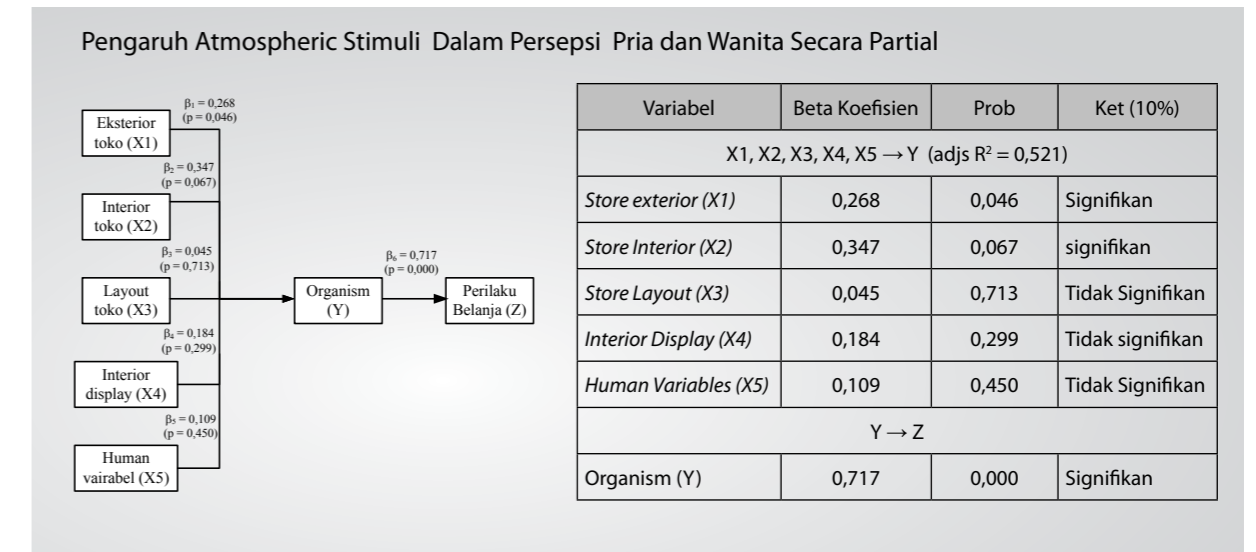 Pengaruh Atmospheric Stimuli Dalam Persepsi Pria dan Wanita Secara Partial
β₁ = 0,268
(p = 0,046)
Eksterior
toko (X1)
β₂ = 0,347
(p = 0,067)
Interior
toko (X2)
β₃ = 0,045
(p = 0,713)
Layout
toko (X3)
β₄ = 0,184
(p = 0,299)
Interior
display (X4)
β₅ = 0,109
(p = 0,450)
Human
vairabel (X5)
Organism
(Y)
β₆ = 0,717
(p = 0,000)
Perilaku
Belanja (Z)
Variabel Beta Koefisien Prob Ket (10%)
X1, X2, X3, X4, X5 → Y (adjs R² = 0,521)
Store exterior (X1) 0,268 0,046 Signifikan
Store Interior (X2) 0,347 0,067 signifikan
Store Layout (X3) 0,045 0,713 Tidak Signifikan
Interior Display (X4) 0,184 0,299 Tidak signifikan
Human Variables (X5) 0,109 0,450 Tidak Signifikan
Y → Z
Organism (Y) 0,717 0,000 Signifikan